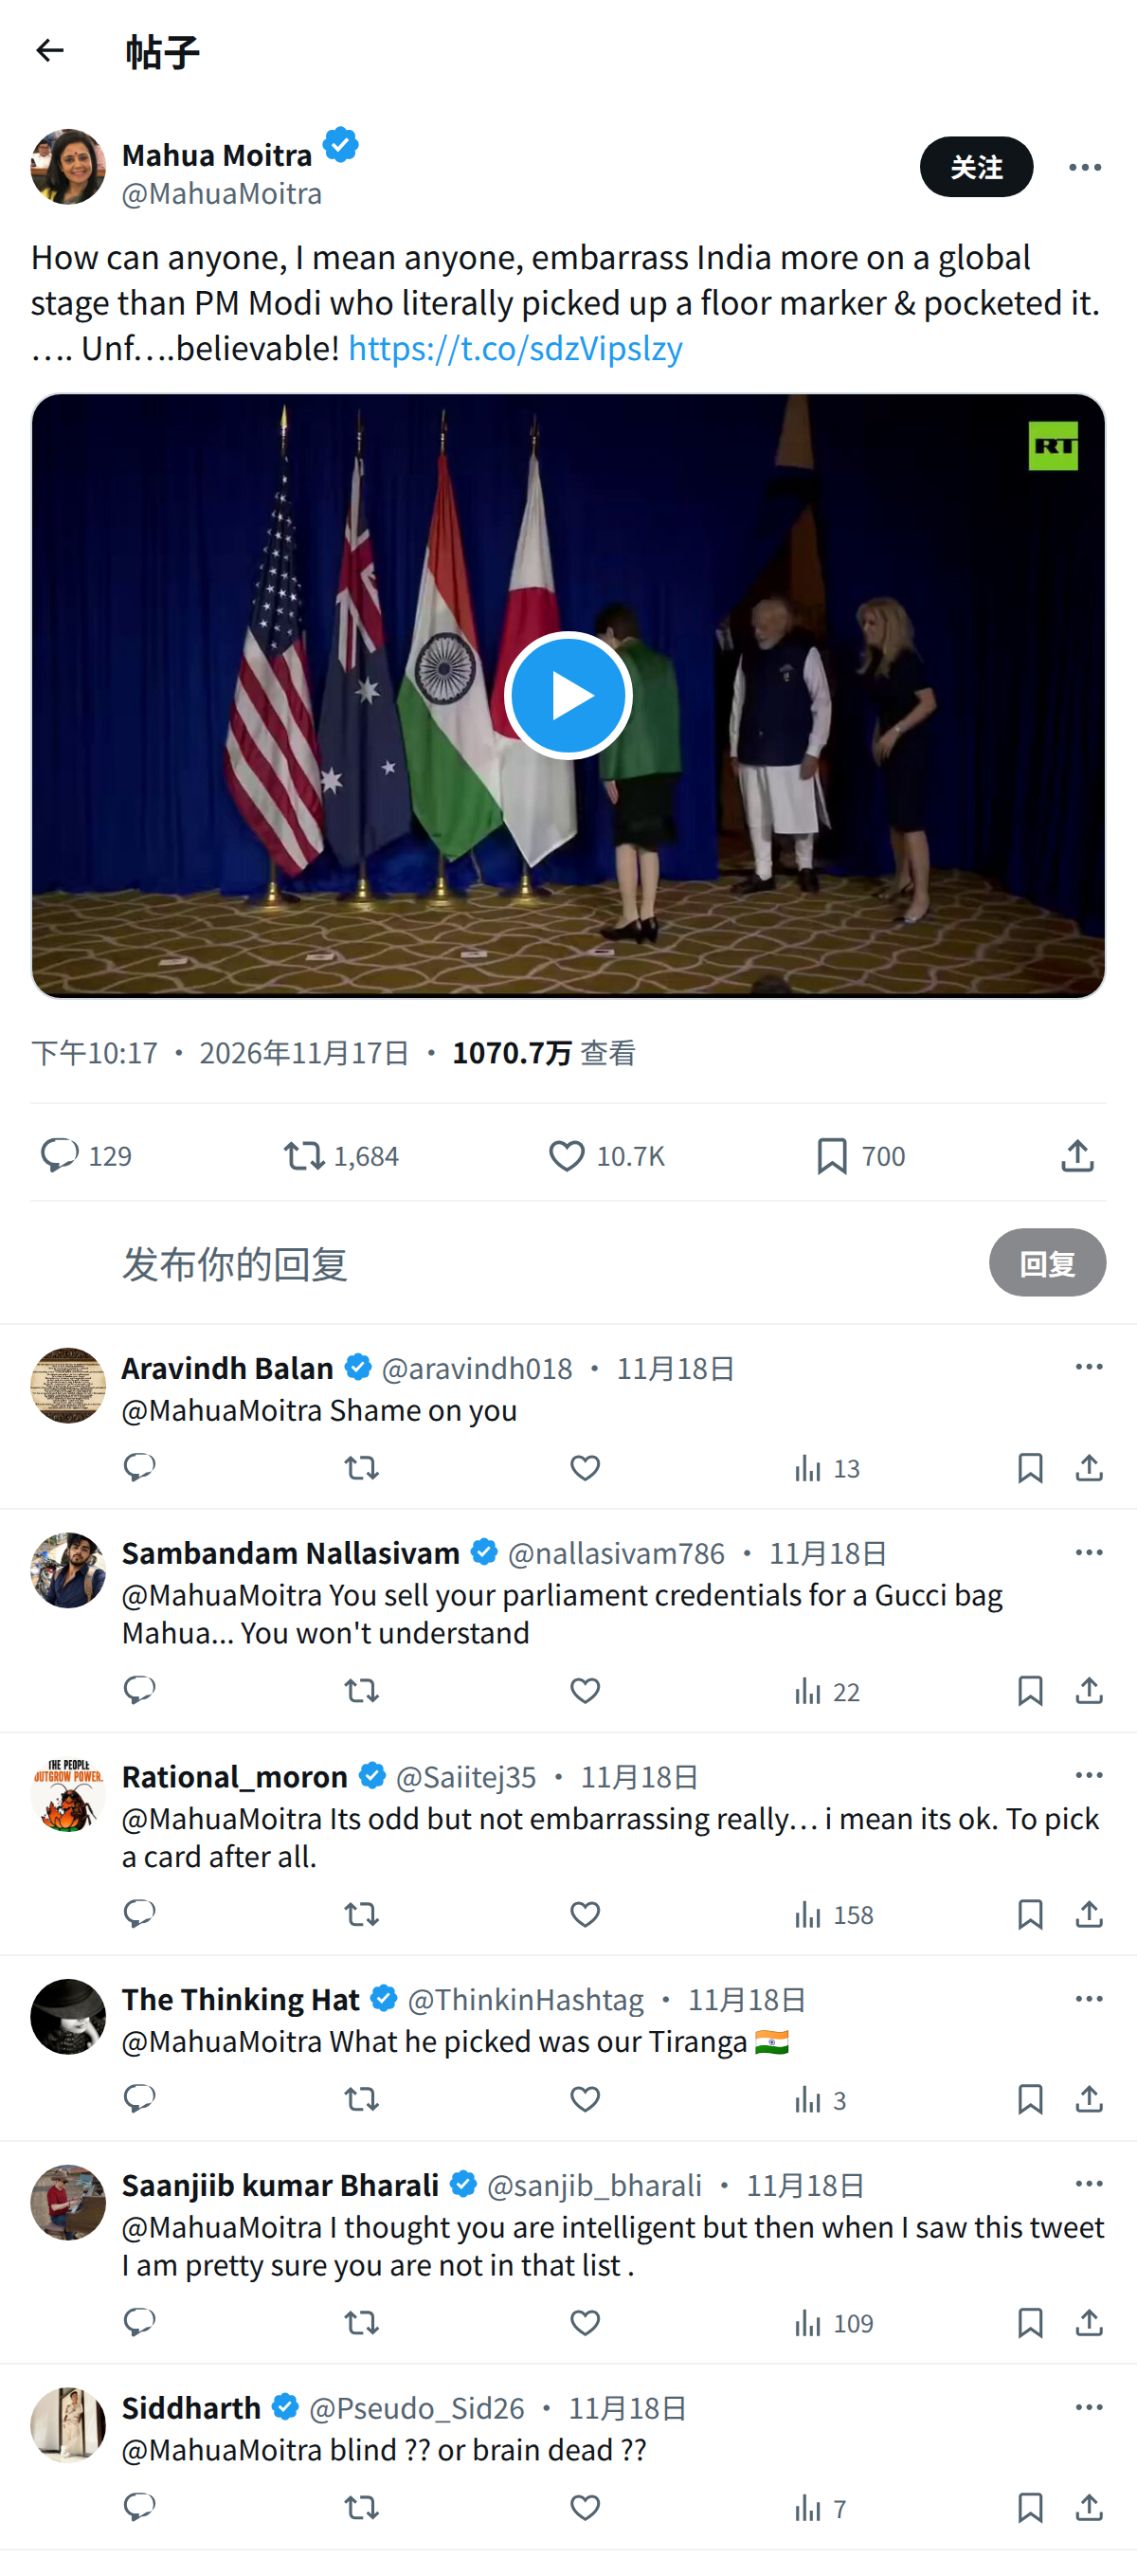 帖子
Mahua Moitra
@MahuaMoitra
关注
How can anyone, I mean anyone, embarrass India more on a global
stage than PM Modi who literally picked up a floor marker & pocketed it.
…. Unf….believable! https://t.co/sdzVipslzy
RT
下午10:17 · 2026年11月17日 · 1070.7万 查看
129 1,684 10.7K 700
发布你的回复
回复
Aravindh Balan @aravindh018 · 11月18日
@MahuaMoitra Shame on you
13
Sambandam Nallasivam @nallasivam786 · 11月18日
@MahuaMoitra You sell your parliament credentials for a Gucci bag
Mahua... You won't understand
22
THE PEOPLE
OUTGROW POWER.
Rational_moron @Saiitej35 · 11月18日
@MahuaMoitra Its odd but not embarrassing really… i mean its ok. To pick
a card after all.
158
The Thinking Hat @ThinkinHashtag · 11月18日
@MahuaMoitra What he picked was our Tiranga 🇮🇳
3
Saanjiib kumar Bharali @sanjib_bharali · 11月18日
@MahuaMoitra I thought you are intelligent but then when I saw this tweet
I am pretty sure you are not in that list .
109
Siddharth @Pseudo_Sid26 · 11月18日
@MahuaMoitra blind ?? or brain dead ??
7